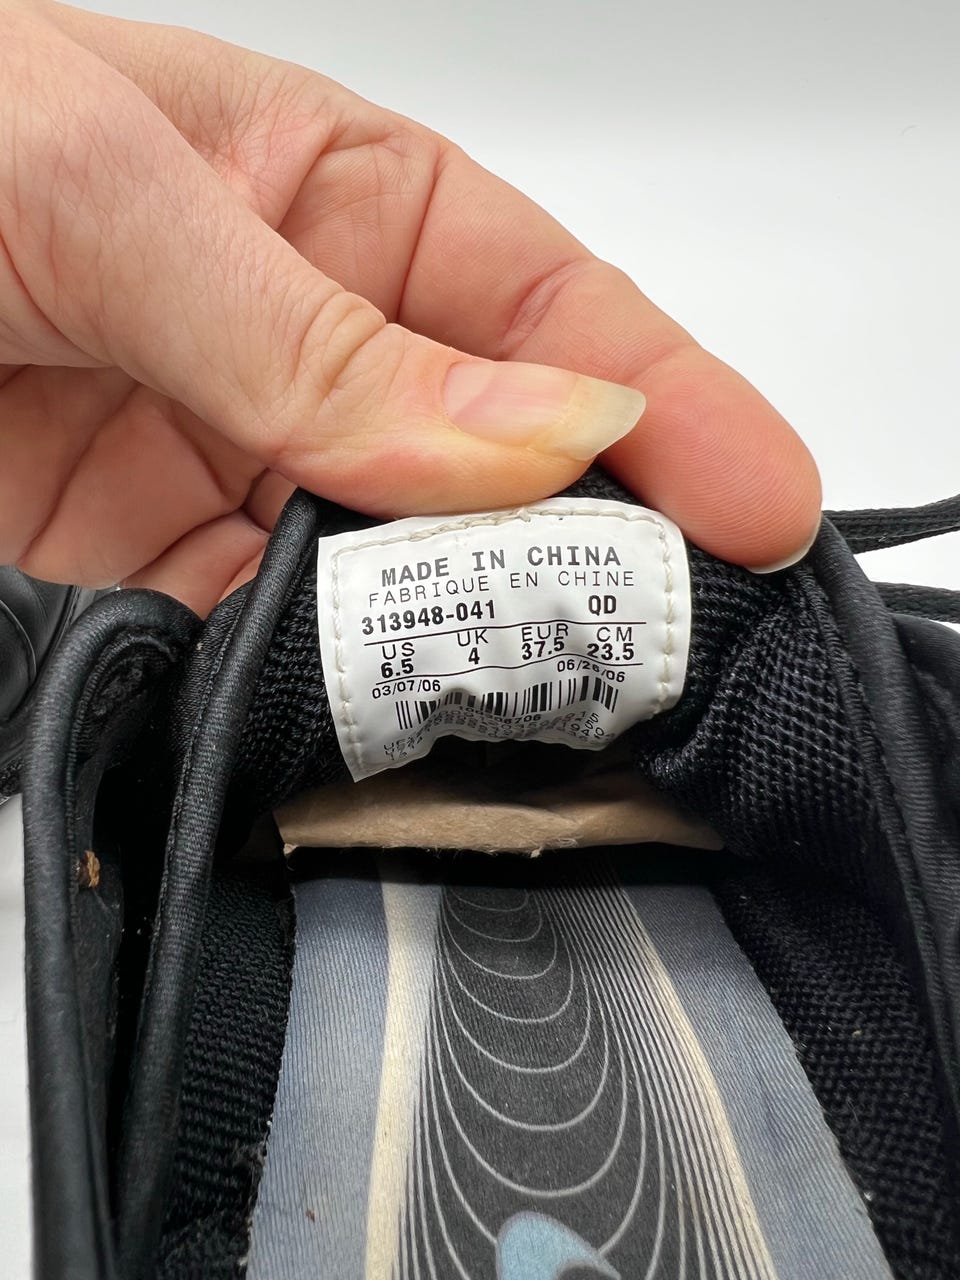 MADE IN CHINA
FABRIQUE EN CHINE
313948-041 QD
US UK EUR CM
6.5 4 37.5 23.5
03/07/06 06/26/06